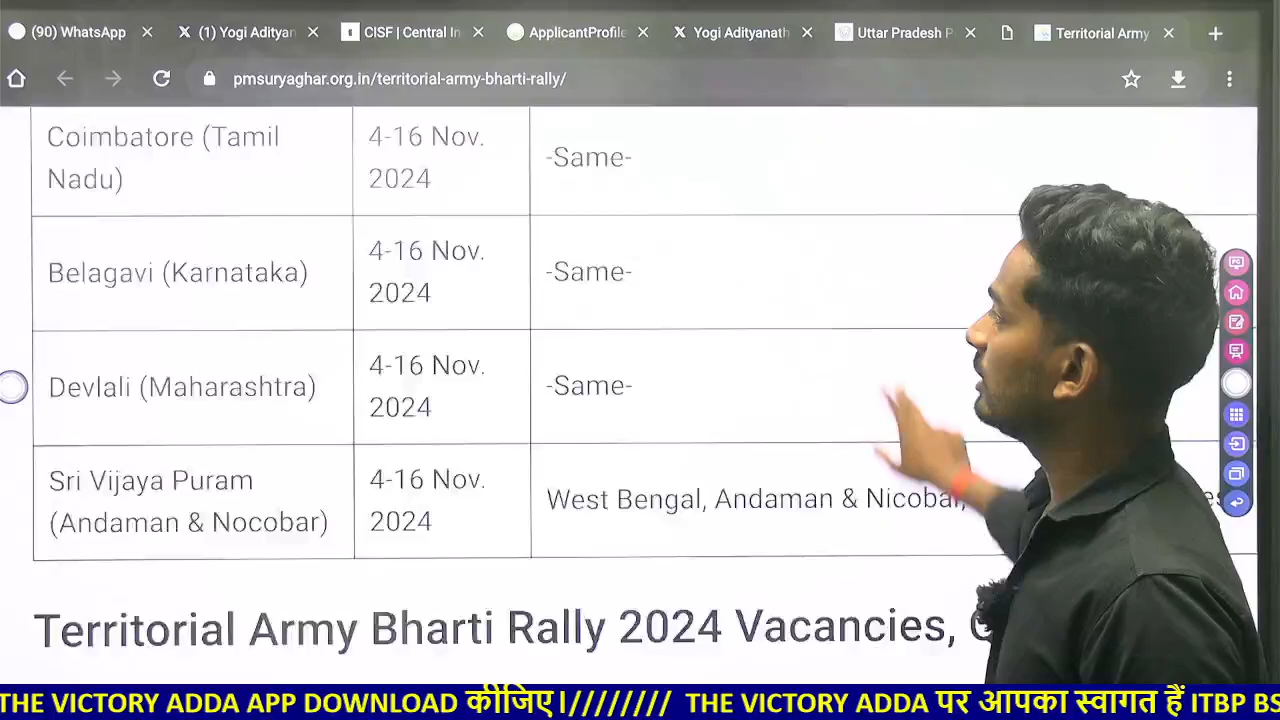 (90) WhatsApp
(1) Yogi Adityan
CISF | Central In
ApplicantProfile
Yogi Adityanath
Uttar Pradesh P
Territorial Army
pmsuryaghar.org.in/territorial-army-bharti-rally/
Coimbatore (Tamil
Nadu)
4-16 Nov.
2024
-Same-
Belagavi (Karnataka)
4-16 Nov.
2024
-Same-
Devlali (Maharashtra)
4-16 Nov.
2024
-Same-
Sri Vijaya Puram
(Andaman & Nocobar)
4-16 Nov.
2024
West Bengal, Andaman & Nicobar,
Territorial Army Bharti Rally 2024 Vacancies,
THE VICTORY ADDA APP DOWNLOAD कीजिए।//////// THE VICTORY ADDA पर आपका स्वागत हैं ITBP BS